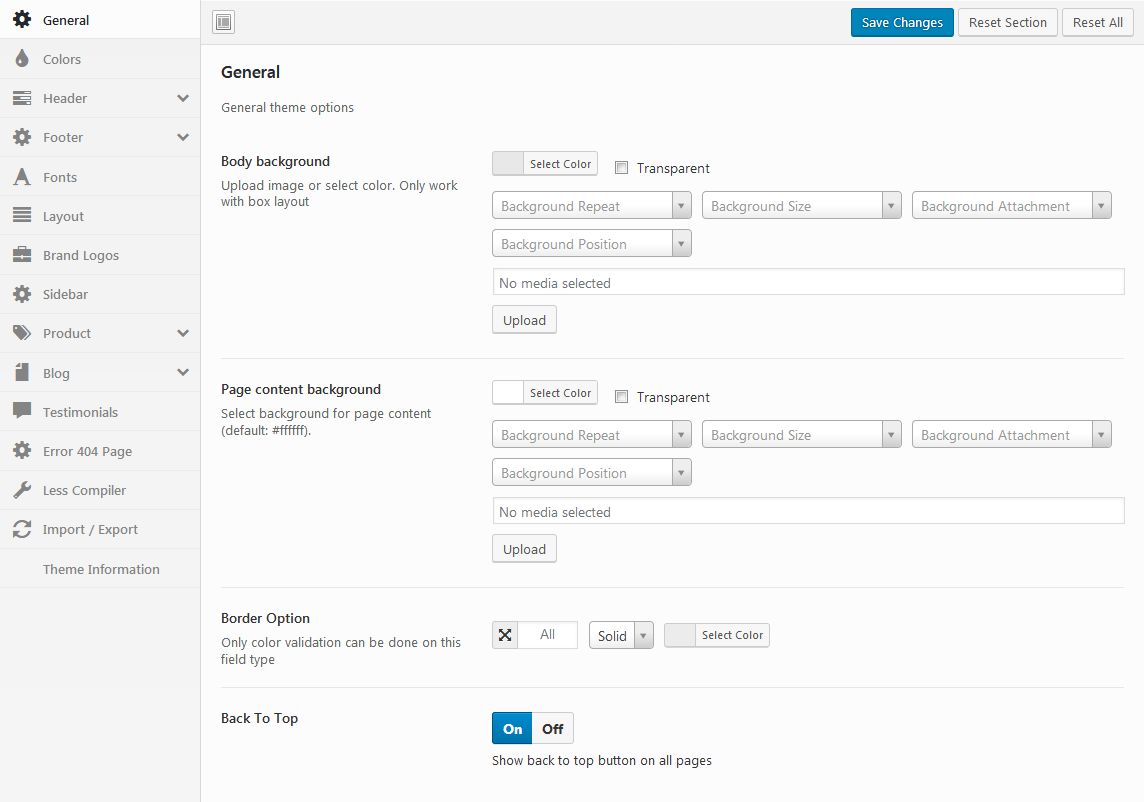 General
Colors
Header
Footer
Fonts
Layout
Brand Logos
Sidebar
Product
Blog
Testimonials
Error 404 Page
Less Compiler
Import / Export
Theme Information
Save Changes Reset Section Reset All
General
General theme options
Body background
Upload image or select color. Only work
with box layout
Select Color Transparent
Background Repeat Background Size Background Attachment
Background Position
No media selected
Upload
Page content background
Select background for page content
(default: #ffffff).
Select Color Transparent
Background Repeat Background Size Background Attachment
Background Position
No media selected
Upload
Border Option
Only color validation can be done on this
field type
All Solid Select Color
Back To Top
On Off
Show back to top button on all pages